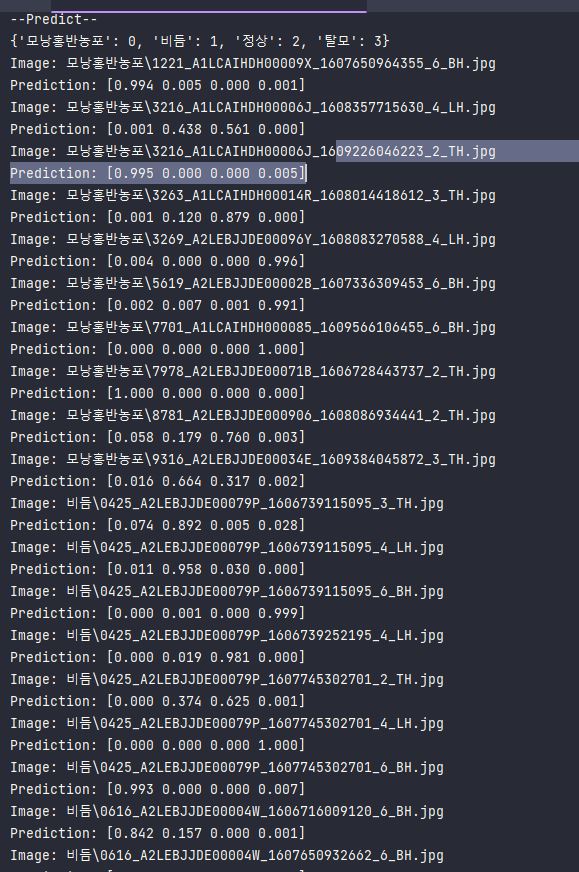 --Predict--
{'모낭홍반농포': 0, '비듬': 1, '정상': 2, '탈모': 3}
Image: 모낭홍반농포\1221_A1LCAIHDH00009X_1607650964355_6_BH.jpg
Prediction: [0.994 0.005 0.000 0.001]
Image: 모낭홍반농포\3216_A1LCAIHDH00006J_1608357715630_4_LH.jpg
Prediction: [0.001 0.438 0.561 0.000]
Image: 모낭홍반농포\3216_A1LCAIHDH00006J_1609226046223_2_TH.jpg
Prediction: [0.995 0.000 0.000 0.005]
Image: 모낭홍반농포\3263_A1LCAIHDH00014R_1608014418612_3_TH.jpg
Prediction: [0.001 0.120 0.879 0.000]
Image: 모낭홍반농포\3269_A2LEBJJDE00096Y_1608083270588_4_LH.jpg
Prediction: [0.004 0.000 0.000 0.996]
Image: 모낭홍반농포\5619_A2LEBJJDE00002B_1607336309453_6_BH.jpg
Prediction: [0.002 0.007 0.001 0.991]
Image: 모낭홍반농포\7701_A1LCAIHDH000085_1609566106455_6_BH.jpg
Prediction: [0.000 0.000 0.000 1.000]
Image: 모낭홍반농포\7978_A2LEBJJDE00071B_1606728443737_2_TH.jpg
Prediction: [1.000 0.000 0.000 0.000]
Image: 모낭홍반농포\8781_A2LEBJJDE000906_1608086934441_2_TH.jpg
Prediction: [0.058 0.179 0.760 0.003]
Image: 모낭홍반농포\9316_A2LEBJJDE00034E_1609384045872_3_TH.jpg
Prediction: [0.016 0.664 0.317 0.002]
Image: 비듬\0425_A2LEBJJDE00079P_1606739115095_3_TH.jpg
Prediction: [0.074 0.892 0.005 0.028]
Image: 비듬\0425_A2LEBJJDE00079P_1606739115095_4_LH.jpg
Prediction: [0.011 0.958 0.030 0.000]
Image: 비듬\0425_A2LEBJJDE00079P_1606739115095_6_BH.jpg
Prediction: [0.000 0.001 0.000 0.999]
Image: 비듬\0425_A2LEBJJDE00079P_1606739252195_4_LH.jpg
Prediction: [0.000 0.019 0.981 0.000]
Image: 비듬\0425_A2LEBJJDE00079P_1607745302701_2_TH.jpg
Prediction: [0.000 0.374 0.625 0.001]
Image: 비듬\0425_A2LEBJJDE00079P_1607745302701_4_LH.jpg
Prediction: [0.000 0.000 0.000 1.000]
Image: 비듬\0425_A2LEBJJDE00079P_1607745302701_6_BH.jpg
Prediction: [0.993 0.000 0.000 0.007]
Image: 비듬\0616_A2LEBJJDE00004W_1606716009120_6_BH.jpg
Prediction: [0.842 0.157 0.000 0.001]
Image: 비듬\0616_A2LEBJJDE00004W_1607650932662_6_BH.jpg